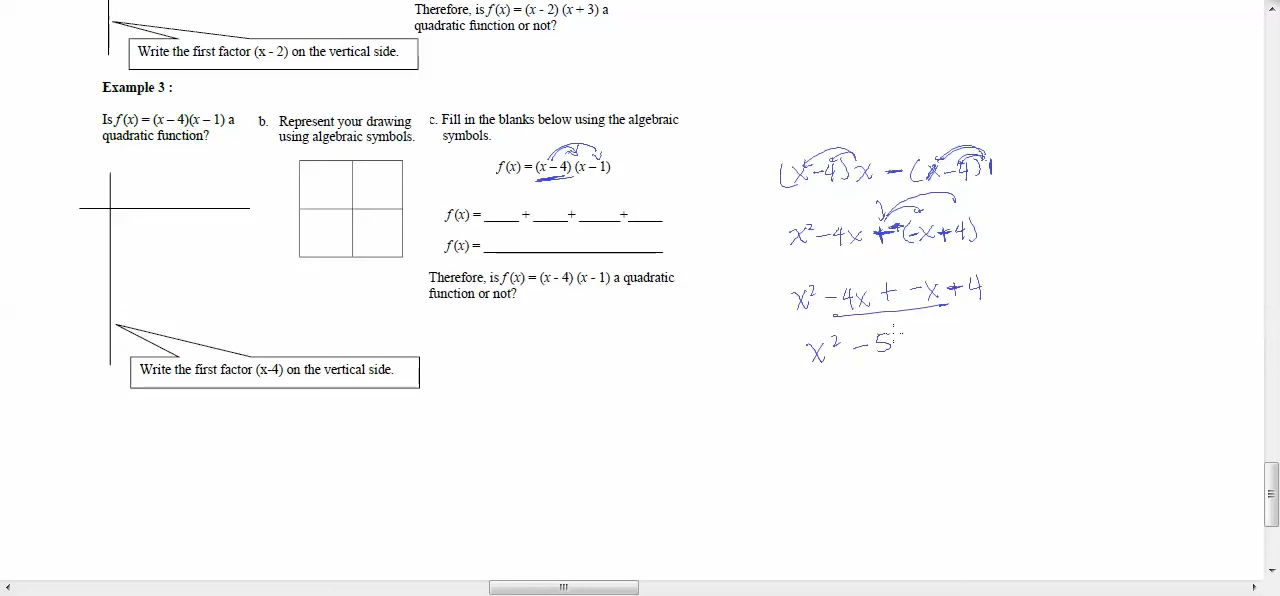 Therefore, is f (x) = (x - 2) (x + 3) a
quadratic function or not?
Write the first factor (x - 2) on the vertical side.
Example 3 :
Is f (x) = (x – 4)(x – 1) a
quadratic function?
b. Represent your drawing
using algebraic symbols.
c. Fill in the blanks below using the algebraic
symbols.
f (x) = (x – 4) (x – 1)
f (x) = _____ + _____ + ______ + _____
f (x) = __________________________
Therefore, is f (x) = (x - 4) (x - 1) a quadratic
function or not?
Write the first factor (x-4) on the vertical side.
(x - 4) x - (x - 4) 1
x² - 4x + (-x + 4)
x² - 4x + -x + 4
x² - 5